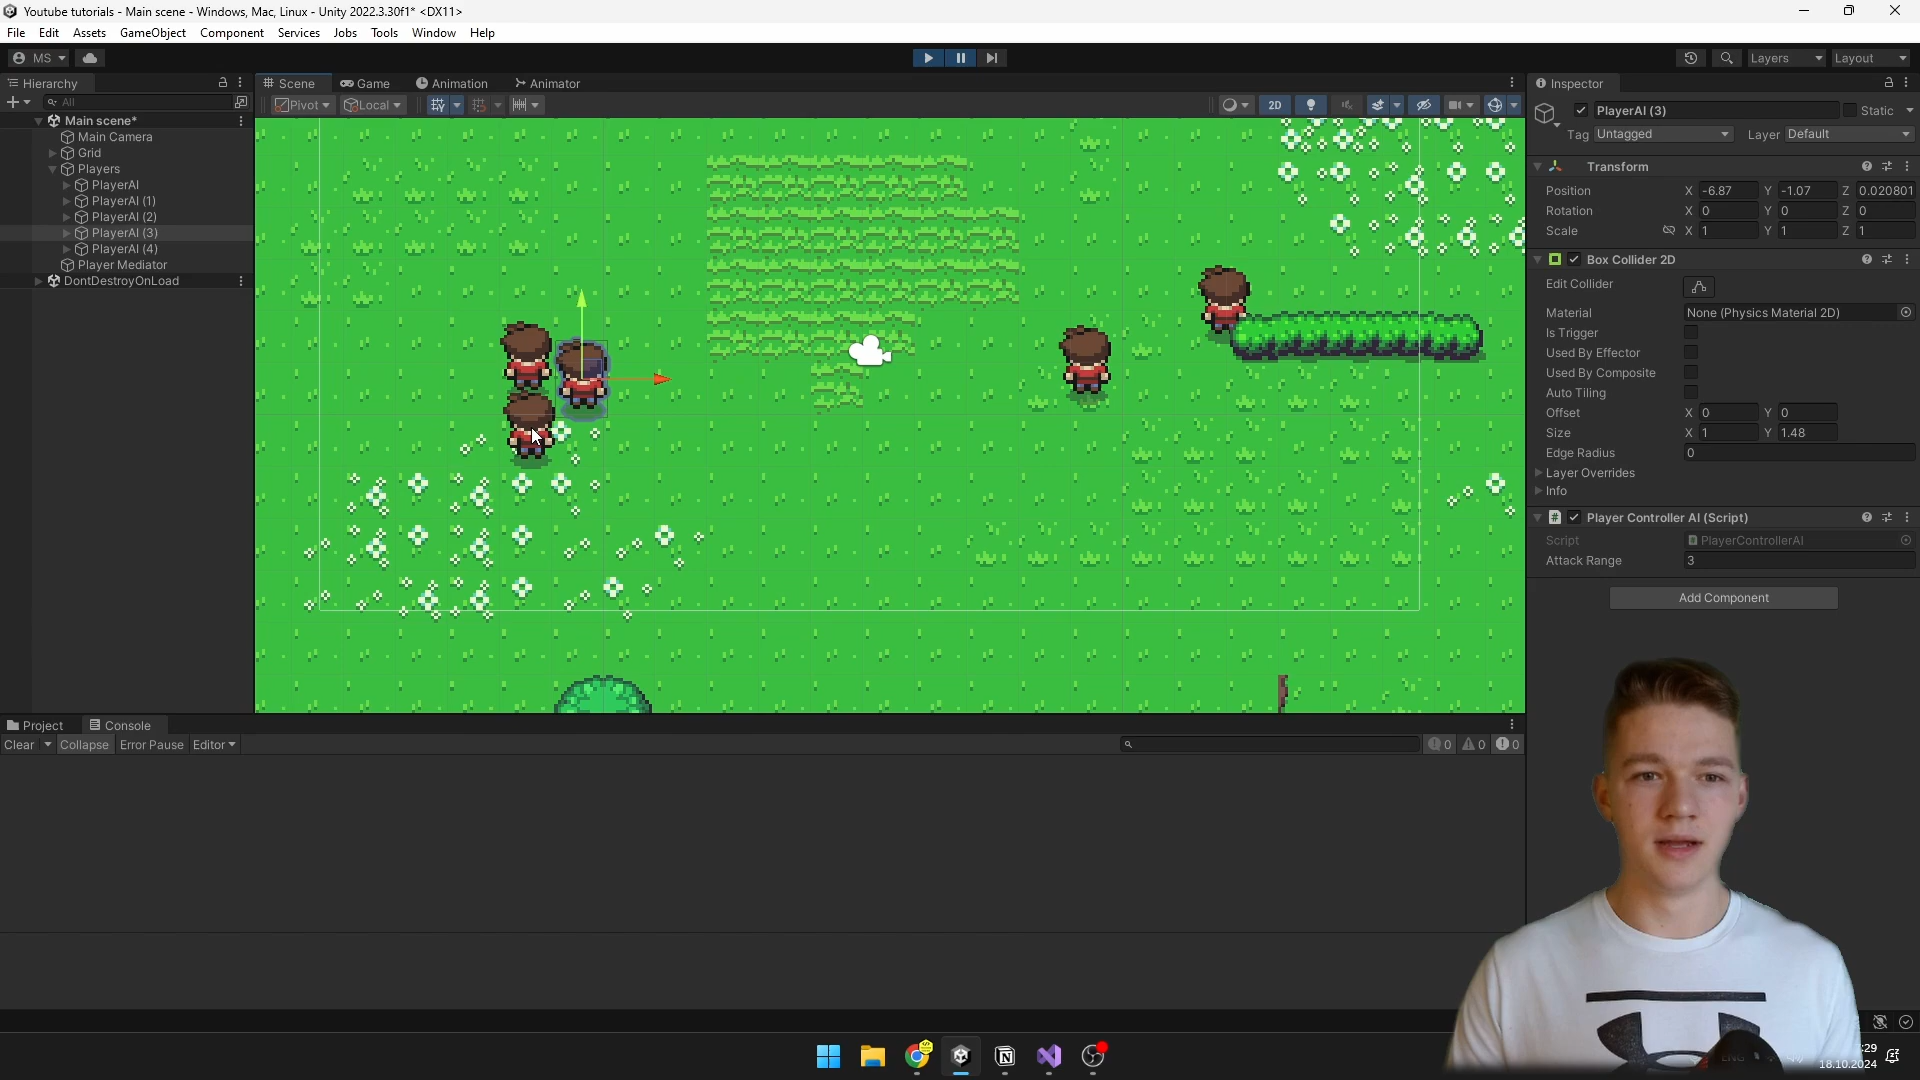 Youtube tutorials - Main scene - Windows, Mac, Linux - Unity 2022.3.30f1* <DX11>
File Edit Assets GameObject Component Services Jobs Tools Window Help
MS Layers Layout
Hierarchy Scene Game Animation Animator Inspector
All Pivot Local 2D
Main scene*
Main Camera
Grid
Players
PlayerAI
PlayerAI (1)
PlayerAI (2)
PlayerAI (3)
PlayerAI (4)
Player Mediator
DontDestroyOnLoad
PlayerAI (3) Static
Tag Untagged Layer Default
Transform
Position X -6.87 Y -1.07 Z 0.020801
Rotation X 0 Y 0 Z 0
Scale X 1 Y 1 Z 1
Box Collider 2D
Edit Collider
Material None (Physics Material 2D)
Is Trigger
Used By Effector
Used By Composite
Auto Tiling
Offset X 0 Y 0
Size X 1 Y 1.48
Edge Radius 0
Layer Overrides
Info
Player Controller AI (Script)
Script PlayerControllerAI
Attack Range 3
Add Component
Project Console
Clear Collapse Error Pause Editor 0 0 0
ENG :29
18.10.2024